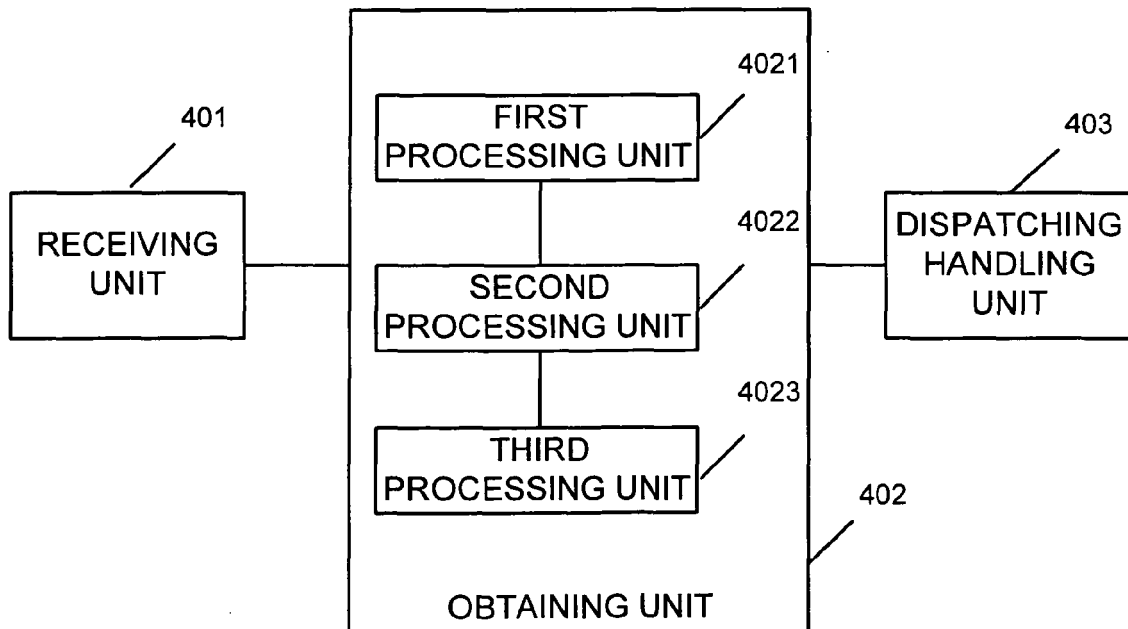 4021
FIRST
PROCESSING UNIT
401
403
RECEIVING
UNIT
4022
SECOND
PROCESSING UNIT
DISPATCHING
HANDLING
UNIT
4023
THIRD
PROCESSING UNIT
402
OBTAINING UNIT